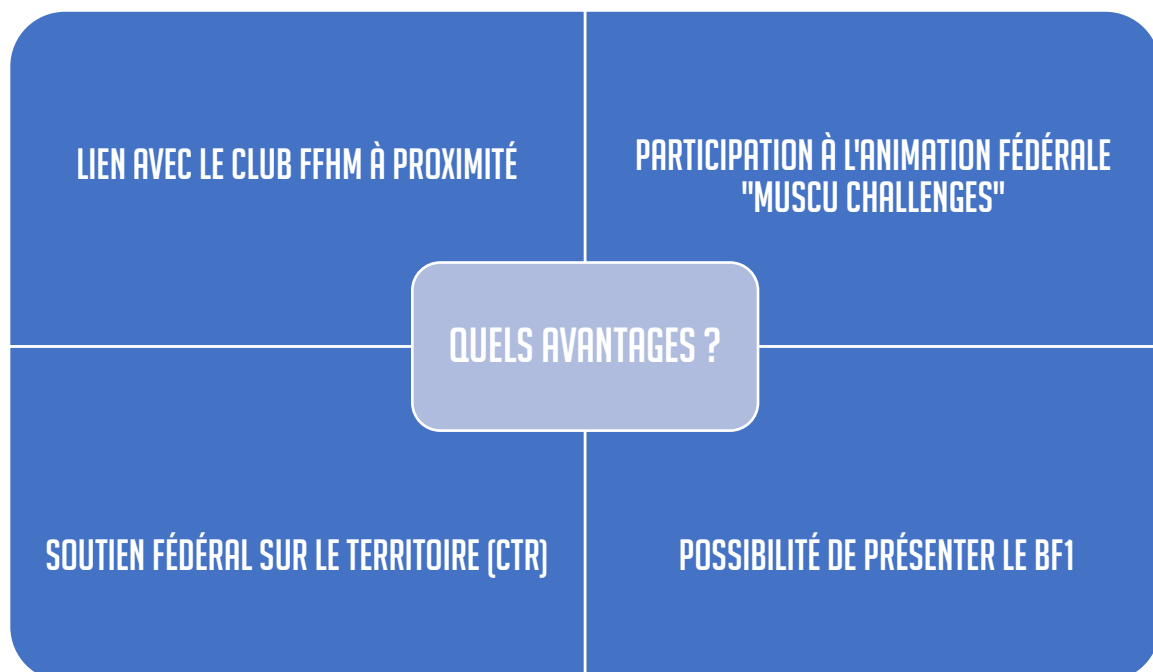 LIEN AVEC LE CLUB FFHM À PROXIMITÉ
PARTICIPATION À L'ANIMATION FÉDÉRALE
"MUSCU CHALLENGES"
QUELS AVANTAGES ?
SOUTIEN FÉDÉRAL SUR LE TERRITOIRE (CTR)
POSSIBILITÉ DE PRÉSENTER LE BF1